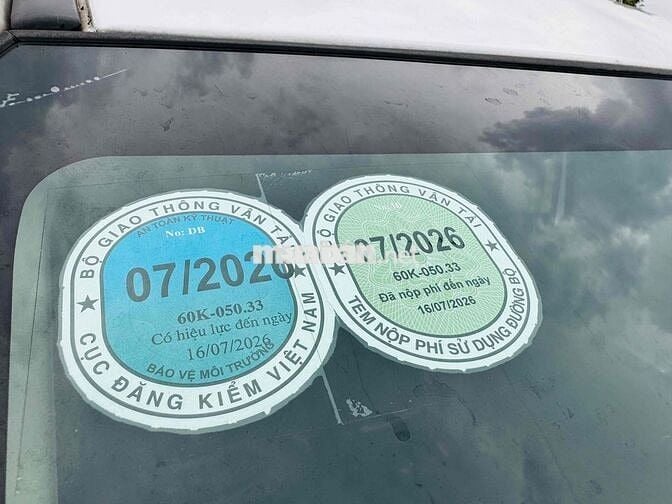 BỘ GIAO THÔNG VẬN TẢI
AN TOÀN KỸ THUẬT
No: DB
07/2026
60K-050.33
Có hiệu lực đến ngày
16/07/2026
BẢO VỆ MÔI TRƯỜNG
CỤC ĐĂNG KIỂM VIỆT NAM
BỘ GIAO THÔNG VẬN TẢI
07/2026
60K-050.33
Đã nộp phí đến ngày
16/07/2026
TEM NỘP PHÍ SỬ DỤNG ĐƯỜNG BỘ